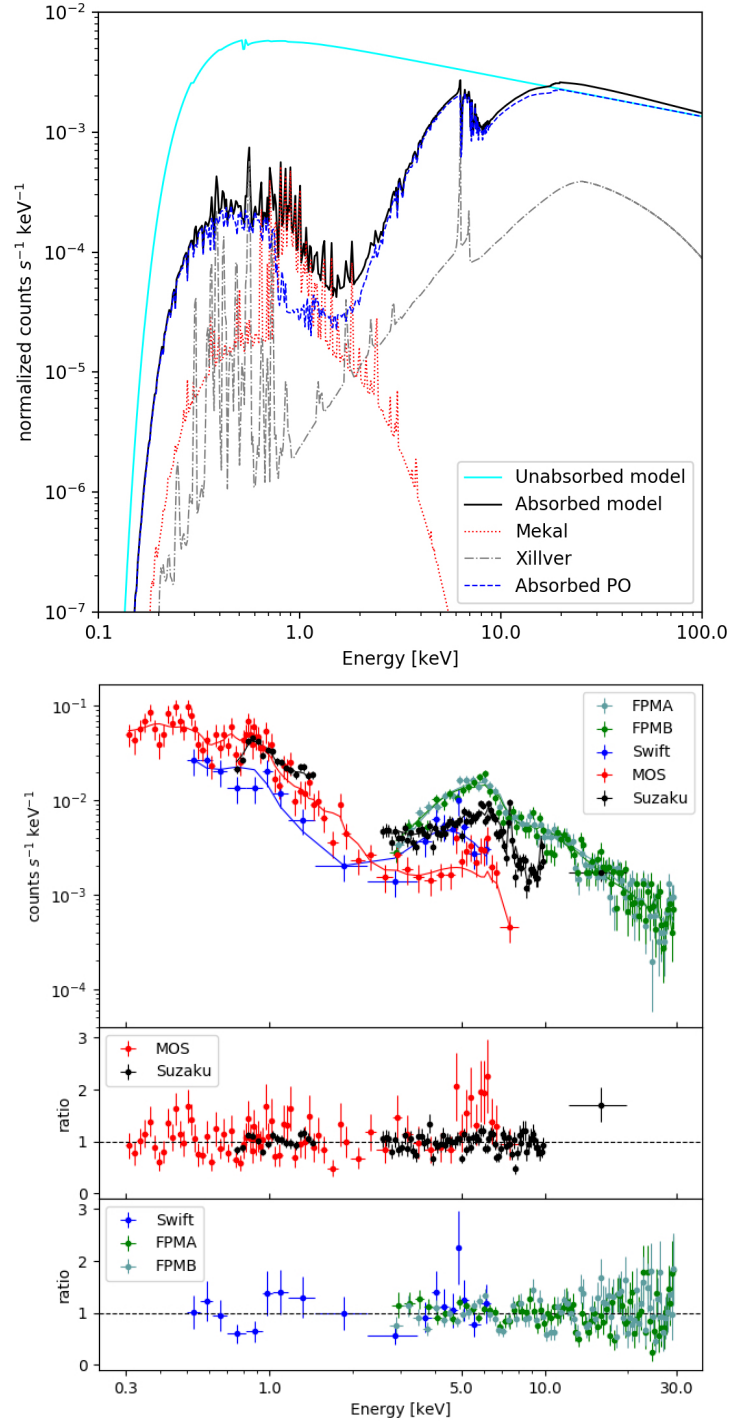 10⁻²
10⁻³
10⁻⁴
10⁻⁵
10⁻⁶
10⁻⁷
normalized counts s⁻¹ keV⁻¹
Unabsorbed model
Absorbed model
Mekal
Xillver
Absorbed PO
0.1 1.0 10.0 100.0
Energy [keV]
10⁻¹
10⁻²
10⁻³
10⁻⁴
counts s⁻¹ keV⁻¹
FPMA
FPMB
Swift
MOS
Suzaku
3
2
1
0
ratio
MOS
Suzaku
3
2
1
0
ratio
Swift
FPMA
FPMB
0.3 1.0 5.0 10.0 30.0
Energy [keV]